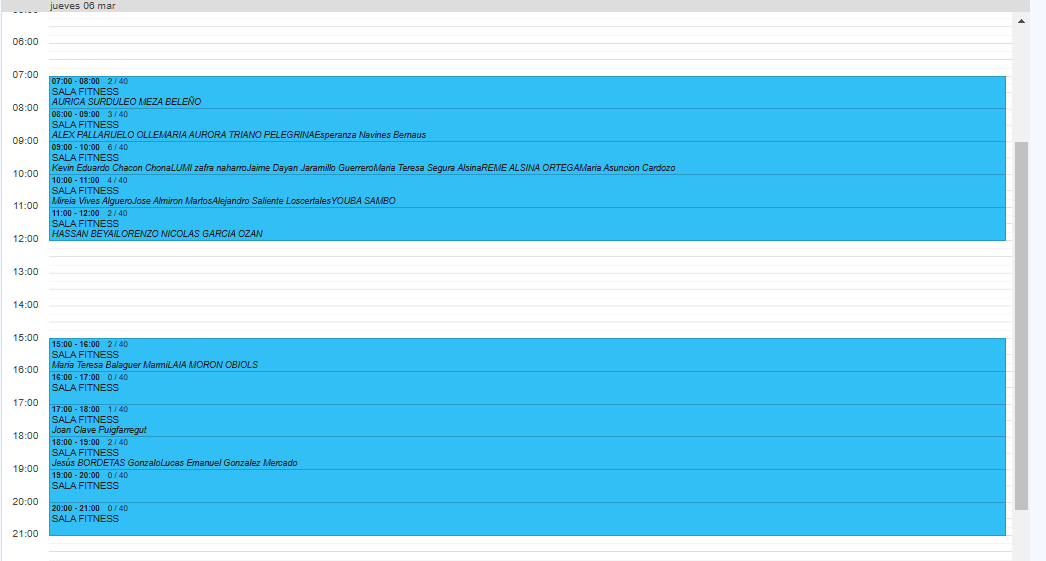 jueves 06 mar
06:00
07:00
07:00 - 08:00 2 / 40
SALA FITNESS
AURICA SURDULEO MEZA BELEÑO
08:00
08:00 - 09:00 3 / 40
SALA FITNESS
ALEX PALLARUELO OLLEMARIA AURORA TRIANO PELEGRINAEsperanza Navines Bernaus
09:00
09:00 - 10:00 6 / 40
SALA FITNESS
Kevin Eduardo Chacon ChonaLUMI zafra naharroJaime Dayan Jaramillo GuerreroMaria Teresa Segura AlsinaREME ALSINA ORTEGAMaria Asuncion Cardozo
10:00
10:00 - 11:00 4 / 40
SALA FITNESS
Mireia Vives AlgueroJose Almiron MartosAlejandro Saliente LoscertalesYOUBA SAMBO
11:00
11:00 - 12:00 2 / 40
SALA FITNESS
HASSAN BEYAILORENZO NICOLAS GARCIA OZAN
12:00
13:00
14:00
15:00
15:00 - 16:00 2 / 40
SALA FITNESS
Maria Teresa Balaguer MarmiLAIA MORON OBIOLS
16:00
16:00 - 17:00 0 / 40
SALA FITNESS
17:00
17:00 - 18:00 1 / 40
SALA FITNESS
Joan Clave Puigfarregut
18:00
18:00 - 19:00 2 / 40
SALA FITNESS
Jesús BORDETAS GonzaloLucas Emanuel Gonzalez Mercado
19:00
19:00 - 20:00 0 / 40
SALA FITNESS
20:00
20:00 - 21:00 0 / 40
SALA FITNESS
21:00